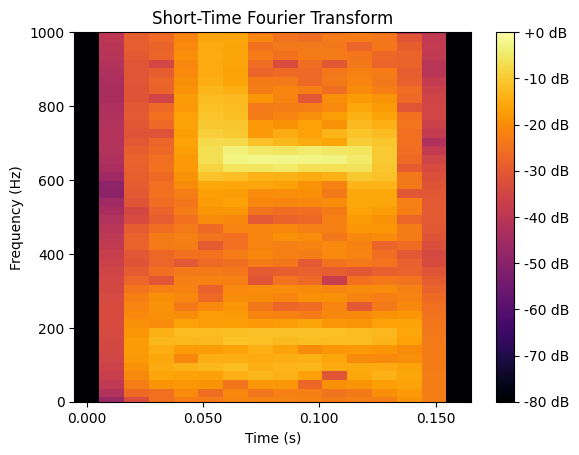 Short-Time Fourier Transform
1000
800
600
400
200
0
Frequency (Hz)
0.000
0.050
0.100
0.150
Time (s)
+0 dB
-10 dB
-20 dB
-30 dB
-40 dB
-50 dB
-60 dB
-70 dB
-80 dB